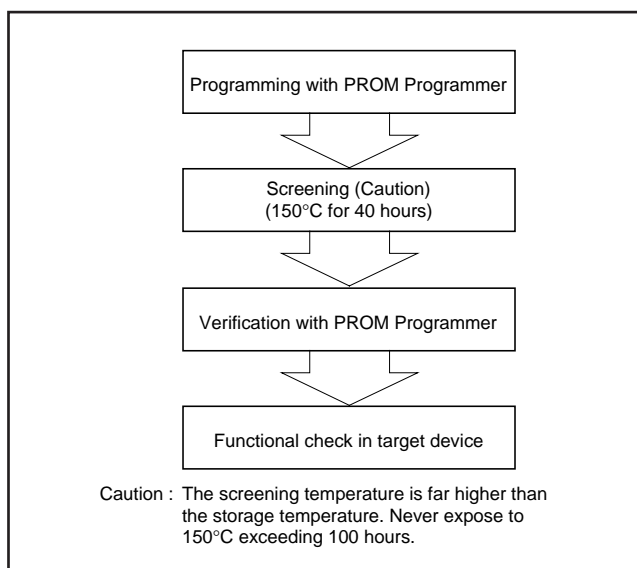 Programming with PROM Programmer
Screening (Caution)
(150°C for 40 hours)
Verification with PROM Programmer
Functional check in target device
Caution : The screening temperature is far higher than
the storage temperature. Never expose to
150°C exceeding 100 hours.